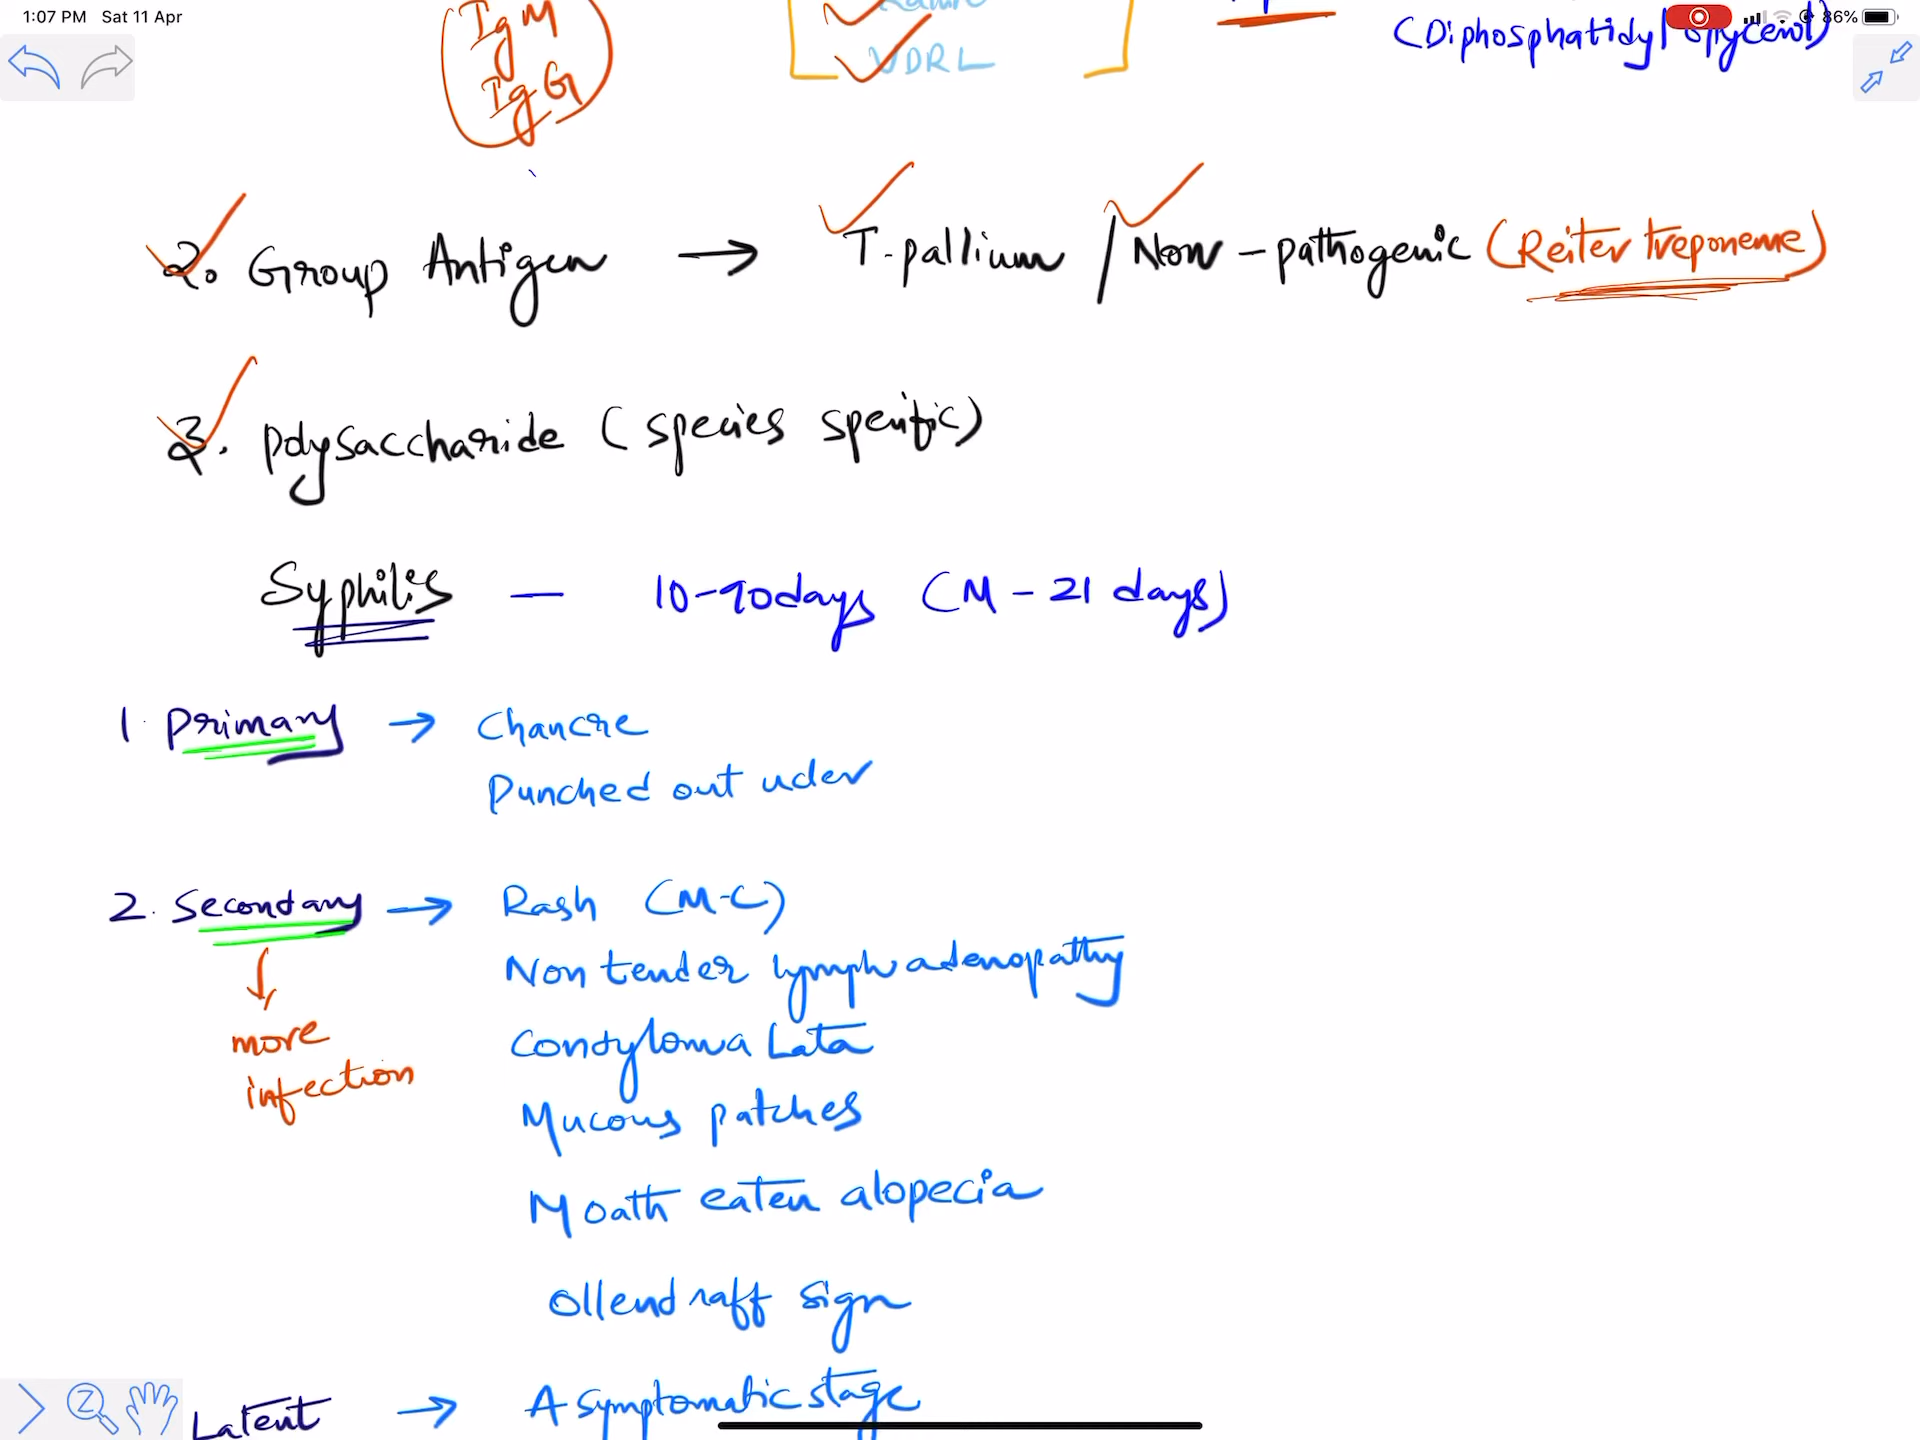 1:07 PM Sat 11 Apr
86%
IgM
IgG
VDRL
(Diphosphatidyl glycerol)
2. Group Antigen → T-pallium / Non-pathogenic (Reiter treponeme)
3. polysaccharide (species specific)
Syphilis — 10-90days (M-21 days)
1. Primary → Chancre
Punched out ulcer
2. Secondary → Rash (M-C)
Non tender lymphadenopathy
more
infection
Condyloma Lata
Mucous patches
Moath eaten alopecia
Ollendraff sign
Latent → Asymptomatic stage